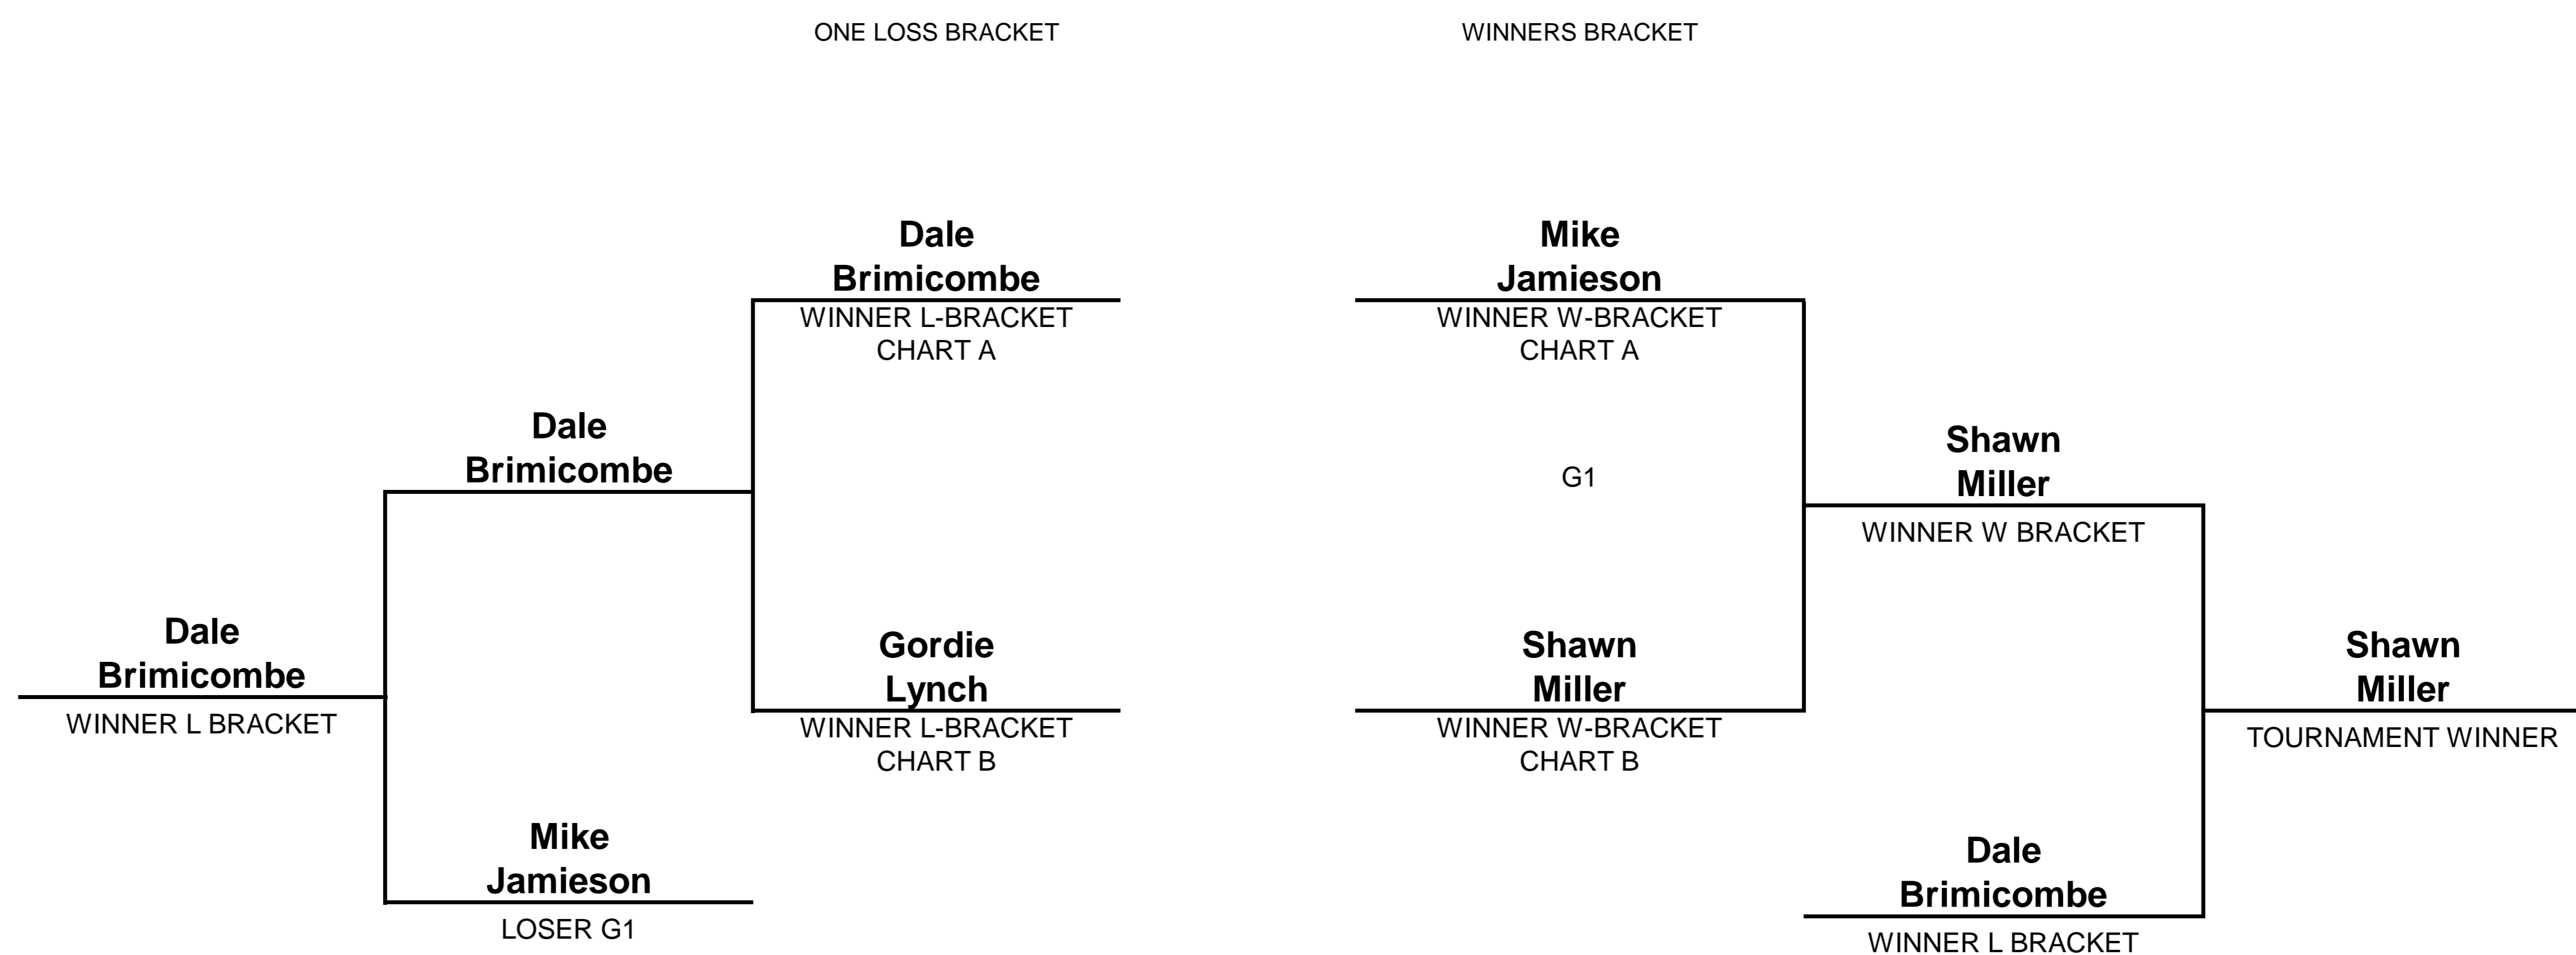 ONE LOSS BRACKET
WINNERS BRACKET
Dale
Brimicombe
WINNER L-BRACKET
CHART A
Mike
Jamieson
WINNER W-BRACKET
CHART A
Dale
Brimicombe
G1
Shawn
Miller
WINNER W BRACKET
Dale
Brimicombe
WINNER L BRACKET
Gordie
Lynch
WINNER L-BRACKET
CHART B
Shawn
Miller
WINNER W-BRACKET
CHART B
Shawn
Miller
TOURNAMENT WINNER
Mike
Jamieson
LOSER G1
Dale
Brimicombe
WINNER L BRACKET